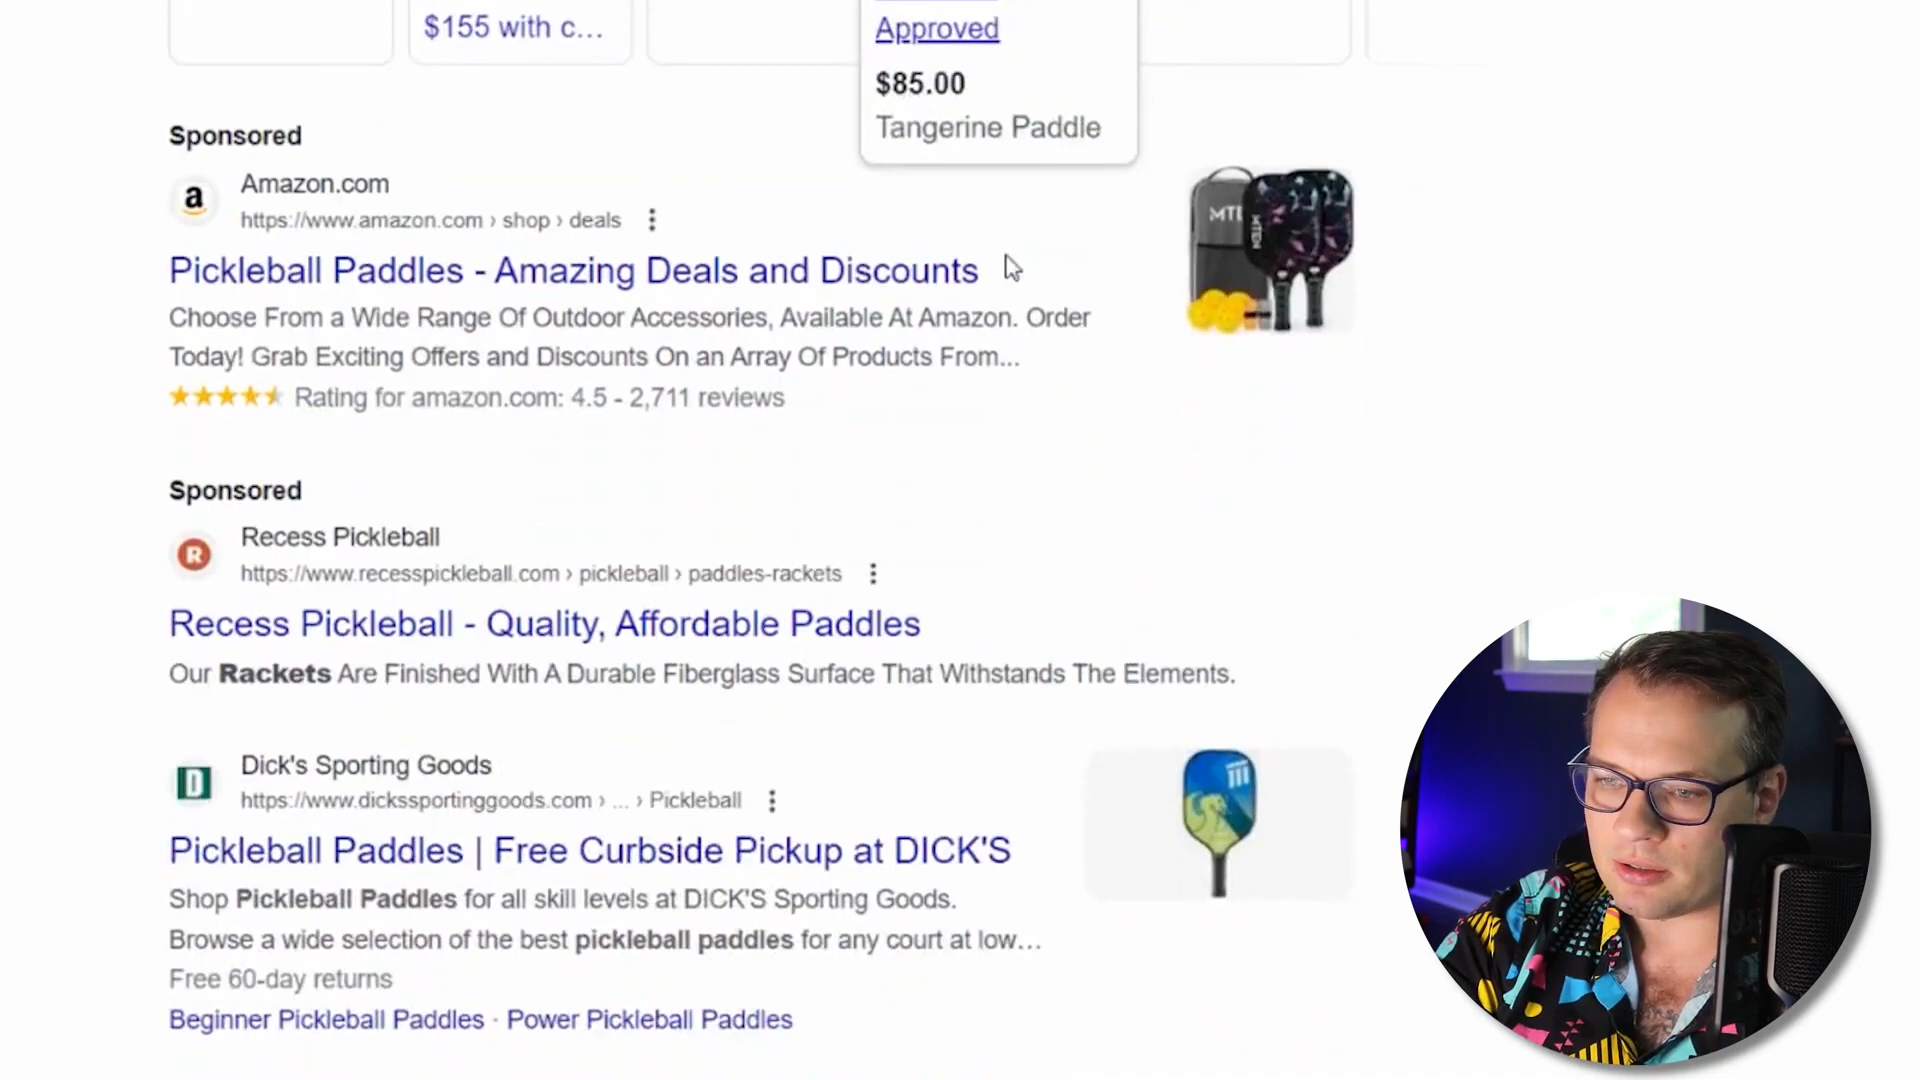 $155 with c...
Approved
$85.00
Tangerine Paddle
Sponsored
a
Amazon.com
https://www.amazon.com › shop › deals
Pickleball Paddles - Amazing Deals and Discounts
Choose From a Wide Range Of Outdoor Accessories, Available At Amazon. Order
Today! Grab Exciting Offers and Discounts On an Array Of Products From...
Rating for amazon.com: 4.5 - 2,711 reviews
Sponsored
R
Recess Pickleball
https://www.recesspickleball.com › pickleball › paddles-rackets
Recess Pickleball - Quality, Affordable Paddles
Our Rackets Are Finished With A Durable Fiberglass Surface That Withstands The Elements.
D
Dick's Sporting Goods
https://www.dickssportinggoods.com › ... › Pickleball
Pickleball Paddles | Free Curbside Pickup at DICK'S
Shop Pickleball Paddles for all skill levels at DICK'S Sporting Goods.
Browse a wide selection of the best pickleball paddles for any court at low...
Free 60-day returns
Beginner Pickleball Paddles · Power Pickleball Paddles